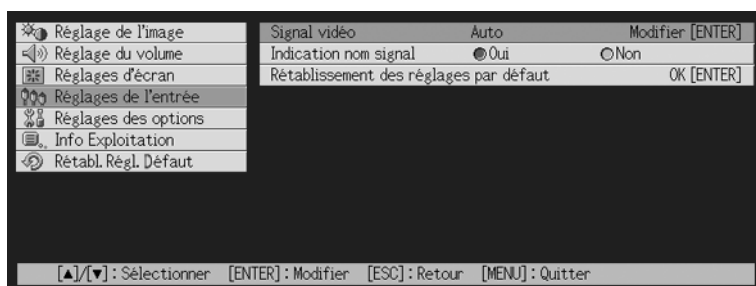 Réglage de l'image
Réglage du volume
Réglages d'écran
Réglages de l'entrée
Réglages des options
Info Exploitation
Rétabl. Régl. Défaut
Signal vidéo Auto Modifier [ENTER]
Indication nom signal Oui Non
Rétablissement des réglages par défaut OK [ENTER]
[▲]/[▼] : Sélectionner [ENTER] : Modifier [ESC] : Retour [MENU] : Quitter